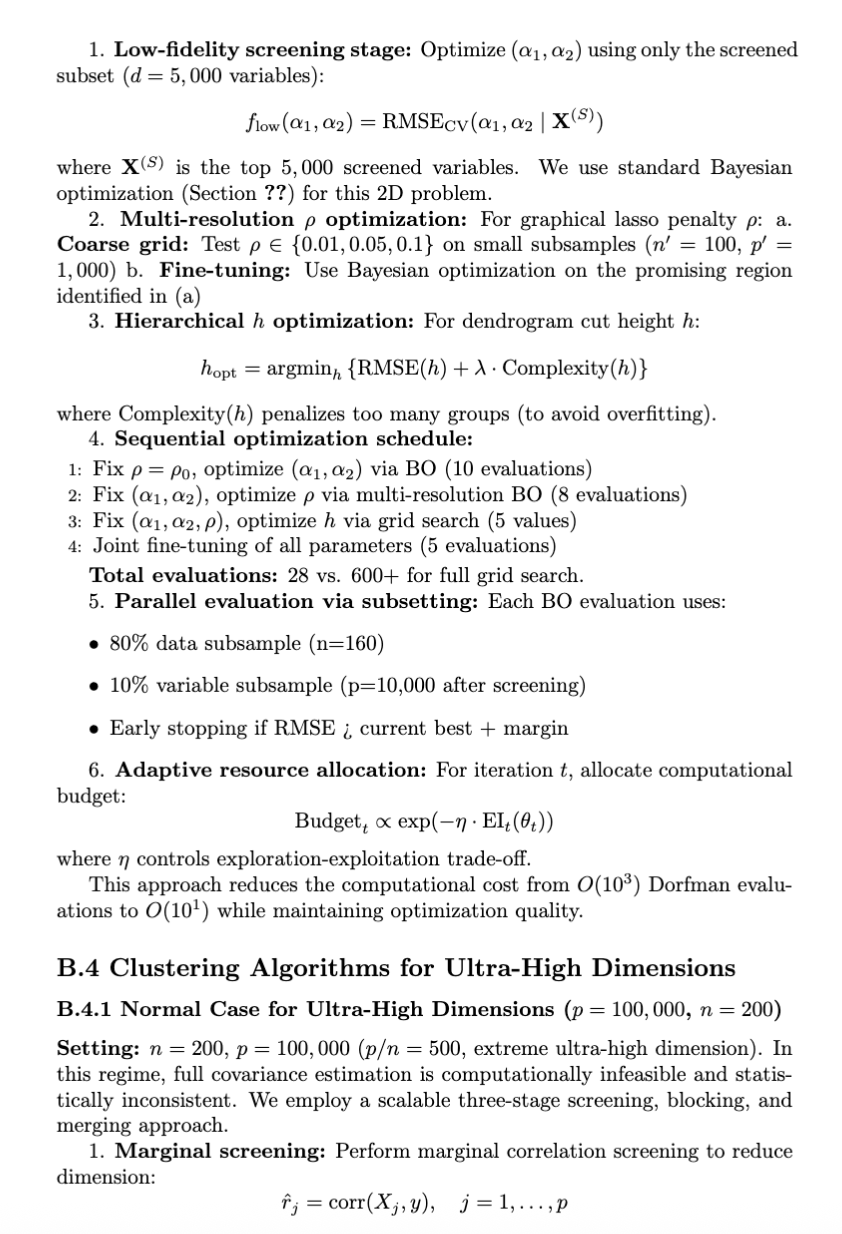 1. Low-fidelity screening stage: Optimize (α₁, α₂) using only the screened
subset (d = 5, 000 variables):
f_low(α₁, α₂) = RMSE_CV(α₁, α₂ | X^(S))
where X^(S) is the top 5,000 screened variables. We use standard Bayesian
optimization (Section ??) for this 2D problem.
2. Multi-resolution ρ optimization: For graphical lasso penalty ρ: a.
Coarse grid: Test ρ ∈ {0.01, 0.05, 0.1} on small subsamples (n′ = 100, p′ =
1, 000) b. Fine-tuning: Use Bayesian optimization on the promising region
identified in (a)
3. Hierarchical h optimization: For dendrogram cut height h:
h_opt = argmin_h {RMSE(h) + λ · Complexity(h)}
where Complexity(h) penalizes too many groups (to avoid overfitting).
4. Sequential optimization schedule:
1: Fix ρ = ρ₀, optimize (α₁, α₂) via BO (10 evaluations)
2: Fix (α₁, α₂), optimize ρ via multi-resolution BO (8 evaluations)
3: Fix (α₁, α₂, ρ), optimize h via grid search (5 values)
4: Joint fine-tuning of all parameters (5 evaluations)
Total evaluations: 28 vs. 600+ for full grid search.
5. Parallel evaluation via subsetting: Each BO evaluation uses:
• 80% data subsample (n=160)
• 10% variable subsample (p=10,000 after screening)
• Early stopping if RMSE ¿ current best + margin
6. Adaptive resource allocation: For iteration t, allocate computational
budget:
Budget_t ∝ exp(−η · EI_t(θ_t))
where η controls exploration-exploitation trade-off.
This approach reduces the computational cost from O(10³) Dorfman evalu-
ations to O(10¹) while maintaining optimization quality.
B.4 Clustering Algorithms for Ultra-High Dimensions
B.4.1 Normal Case for Ultra-High Dimensions (p = 100, 000, n = 200)
Setting: n = 200, p = 100, 000 (p/n = 500, extreme ultra-high dimension). In
this regime, full covariance estimation is computationally infeasible and statis-
tically inconsistent. We employ a scalable three-stage screening, blocking, and
merging approach.
1. Marginal screening: Perform marginal correlation screening to reduce
dimension:
r̂_j = corr(X_j, y), j = 1, . . . , p